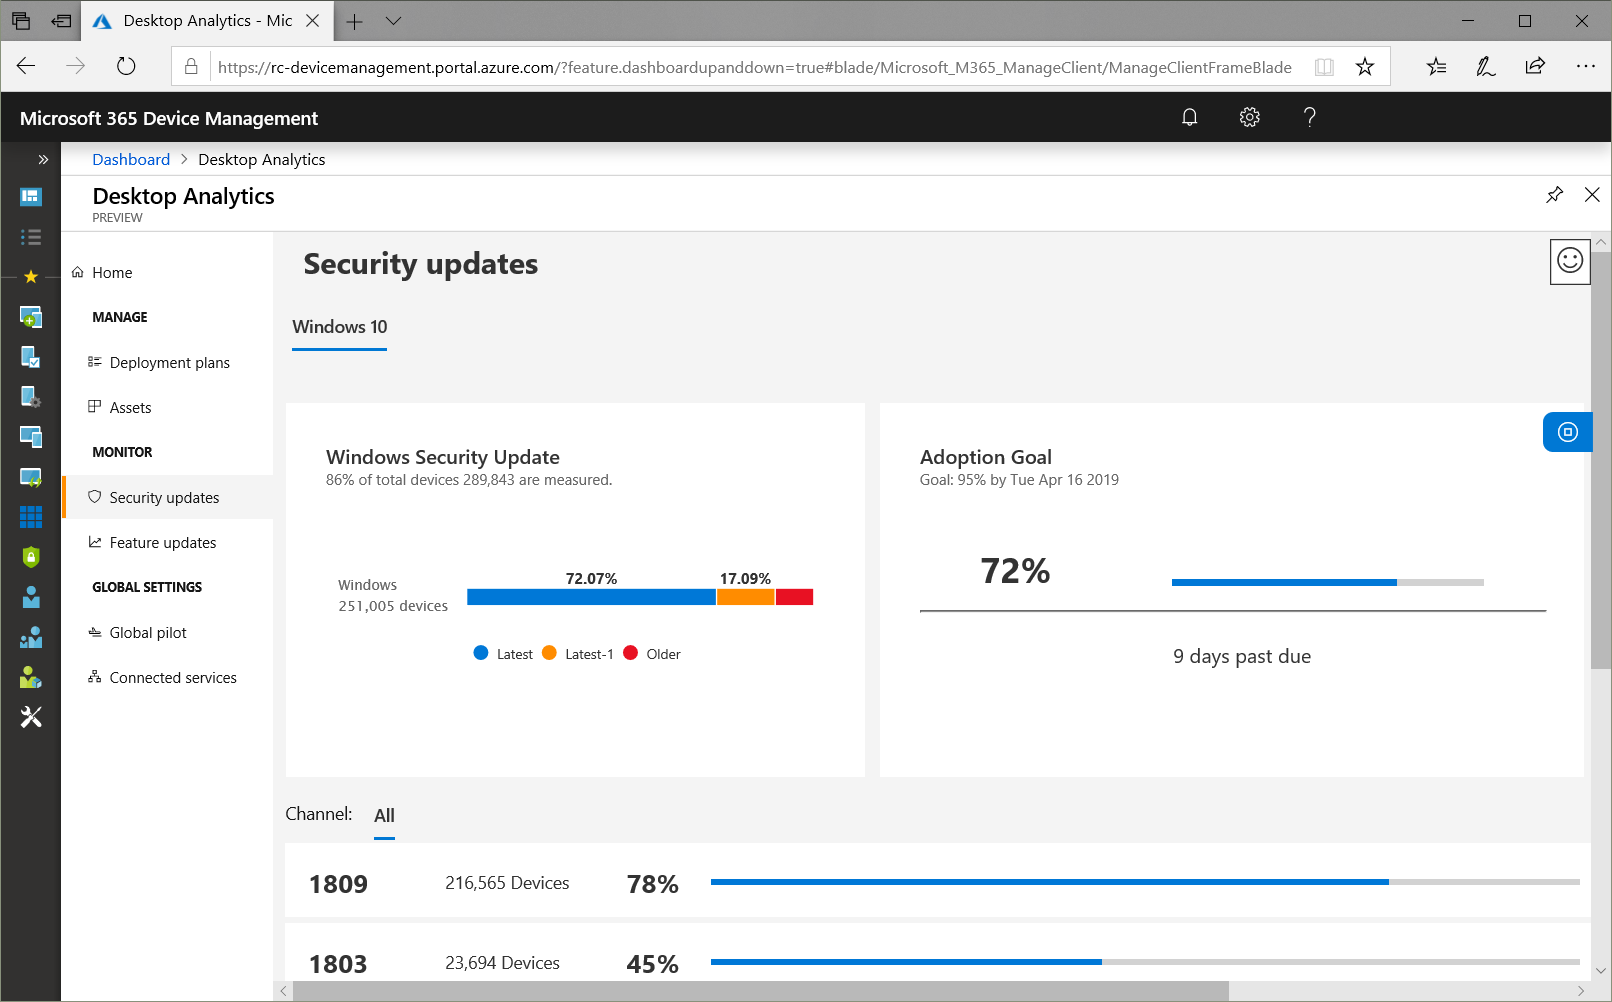 Desktop Analytics - Mic
https://rc-devicemanagement.portal.azure.com/?feature.dashboardupanddown=true#blade/Microsoft_M365_ManageClient/ManageClientFrameBlade
Microsoft 365 Device Management
Dashboard > Desktop Analytics
Desktop Analytics
PREVIEW
Home
MANAGE
Deployment plans
Assets
MONITOR
Security updates
Feature updates
GLOBAL SETTINGS
Global pilot
Connected services
Security updates
Windows 10
Windows Security Update
86% of total devices 289,843 are measured.
72.07% 17.09%
Windows
251,005 devices
Latest Latest-1 Older
Adoption Goal
Goal: 95% by Tue Apr 16 2019
72%
9 days past due
Channel: All
1809 216,565 Devices 78%
1803 23,694 Devices 45%